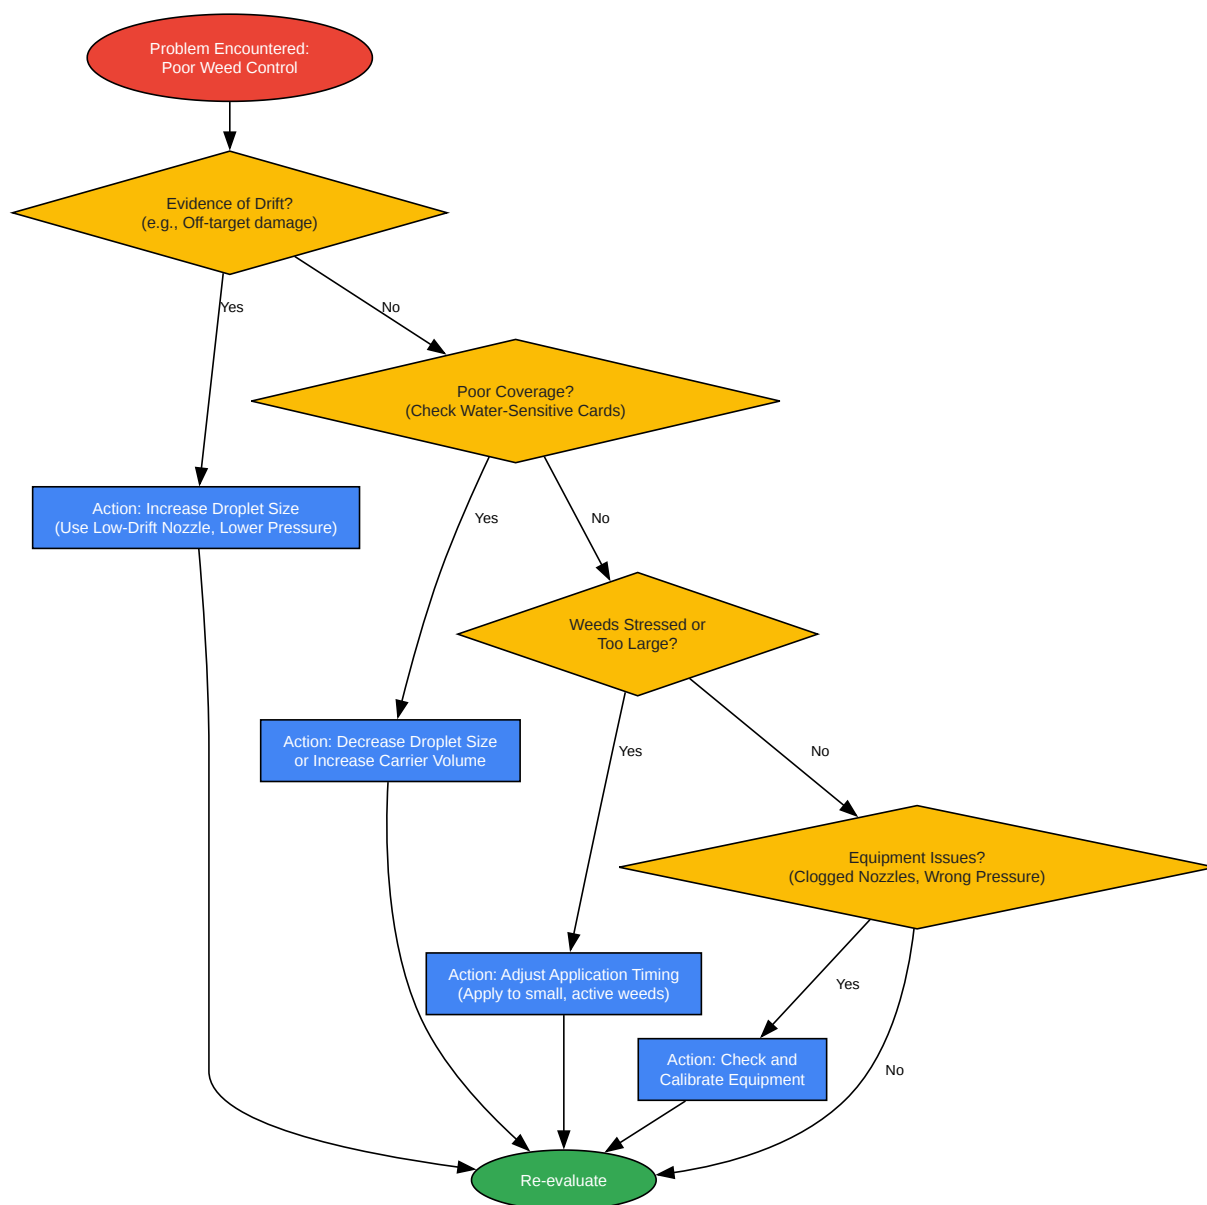 Problem Encountered:
Poor Weed Control
Evidence of Drift?
(e.g., Off-target damage)
Yes
No
Poor Coverage?
(Check Water-Sensitive Cards)
Action: Increase Droplet Size
(Use Low-Drift Nozzle, Lower Pressure)
Yes
No
Weeds Stressed or
Too Large?
Action: Decrease Droplet Size
or Increase Carrier Volume
Yes
No
Equipment Issues?
(Clogged Nozzles, Wrong Pressure)
Action: Adjust Application Timing
(Apply to small, active weeds)
Yes
Action: Check and
Calibrate Equipment
No
Re-evaluate